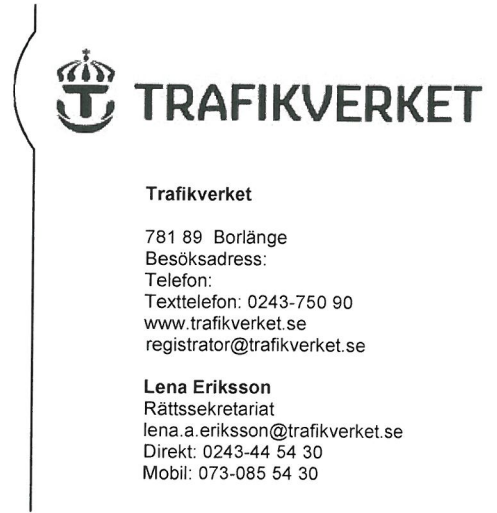 TRAFIKVERKET
Trafikverket
781 89 Borlänge
Besöksadress:
Telefon:
Texttelefon: 0243-750 90
www.trafikverket.se
registrator@trafikverket.se
Lena Eriksson
Rättssekretariat
lena.a.eriksson@trafikverket.se
Direkt: 0243-44 54 30
Mobil: 073-085 54 30